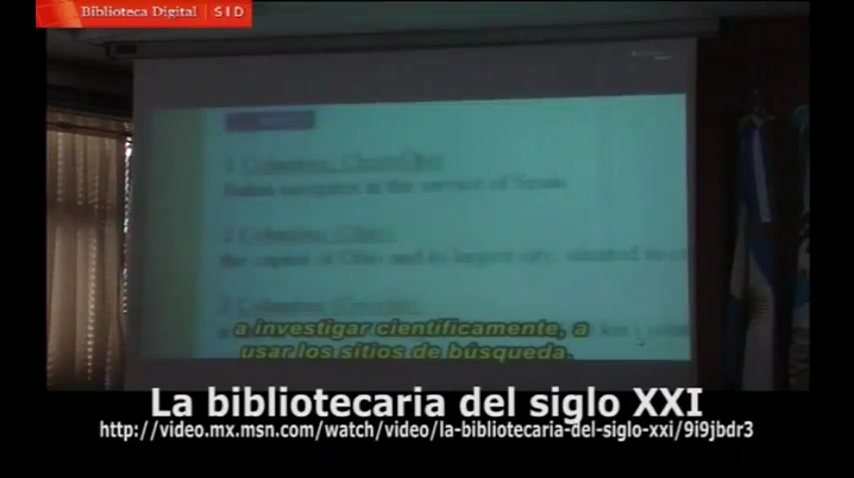 Biblioteca Digital | SID
1 Columbus, Christopher
Italian navigator in the service of Spain
2 Columbus (Ohio)
the capital of Ohio and its largest city, situated in
3 Columbus (Georgia)
a investigar científicamente, a
usar los sitios de búsqueda.
La bibliotecaria del siglo XXI
http://video.mx.msn.com/watch/video/la-bibliotecaria-del-siglo-xxi/9i9jbdr3